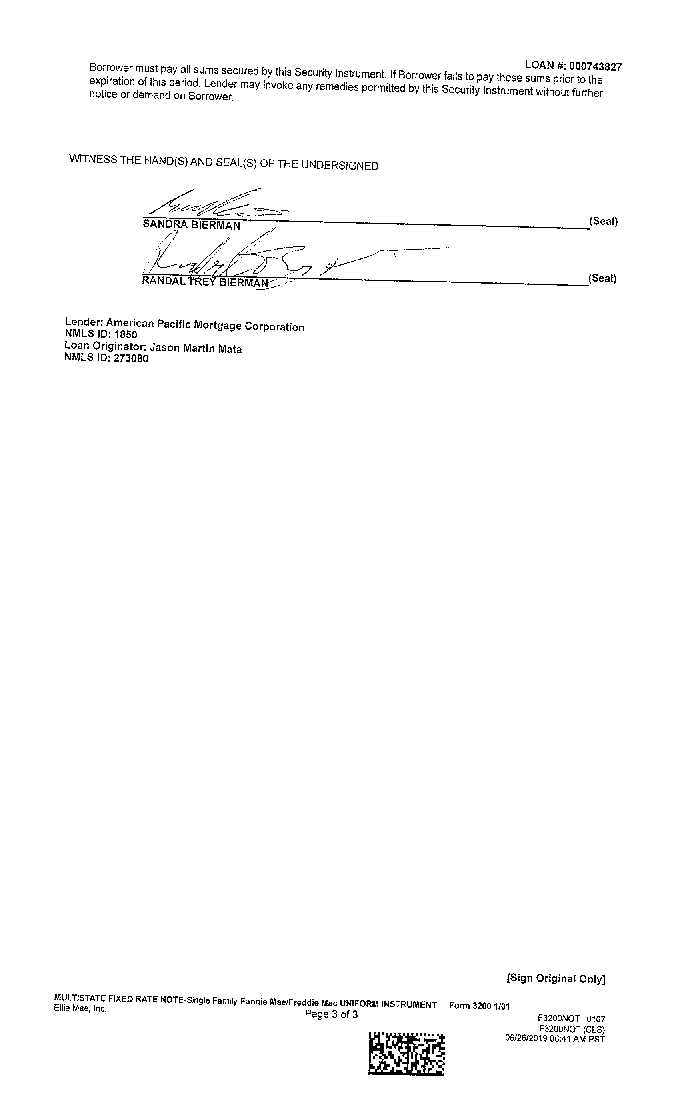 LOAN #: 000743827
Borrower must pay all sums secured by this Security Instrument. If Borrower fails to pay these sums prior to the
expiration of this period, Lender may invoke any remedies permitted by this Security Instrument without further
notice or demand on Borrower.
WITNESS THE HAND(S) AND SEAL(S) OF THE UNDERSIGNED
(Seal)
SANDRA BIERMAN
(Seal)
RANDAL TREY BIERMAN
Lender: American Pacific Mortgage Corporation
NMLS ID: 1850
Loan Originator: Jason Martin Mata
NMLS ID: 273080
[Sign Original Only]
MULTISTATE FIXED RATE NOTE-Single Family-Fannie Mae/Freddie Mac UNIFORM INSTRUMENT Form 3200 1/01
Ellie Mae, Inc.
Page 3 of 3
F3200NOT 0107
F3200NOT (CLS)
06/26/2019 06:41 AM PST